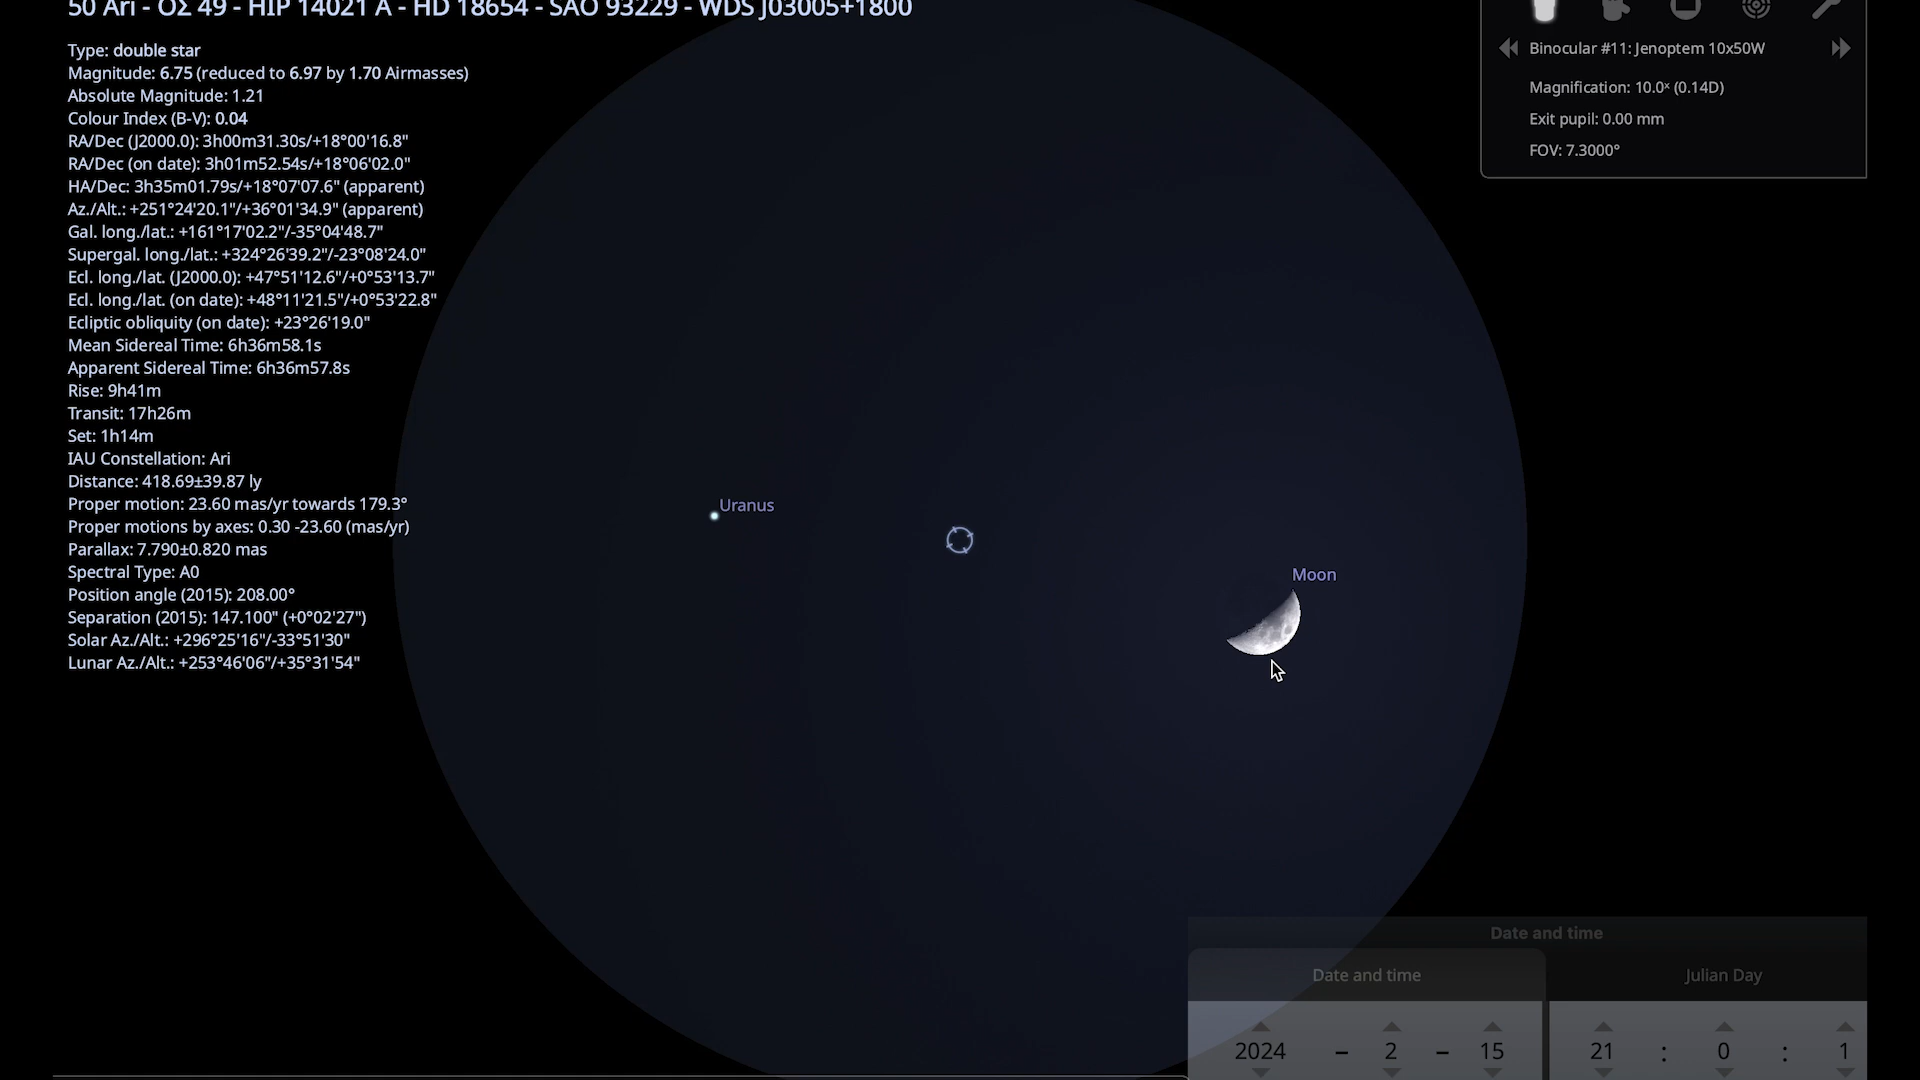 50 Ari - ΟΣ 49 - HIP 14021 A - HD 18654 - SAO 93229 - WDS J03005+1800
Type: double star
Magnitude: 6.75 (reduced to 6.97 by 1.70 Airmasses)
Absolute Magnitude: 1.21
Colour Index (B-V): 0.04
RA/Dec (J2000.0): 3h00m31.30s/+18°00'16.8"
RA/Dec (on date): 3h01m52.54s/+18°06'02.0"
HA/Dec: 3h35m01.79s/+18°07'07.6" (apparent)
Az./Alt.: +251°24'20.1"/+36°01'34.9" (apparent)
Gal. long./lat.: +161°17'02.2"/-35°04'48.7"
Supergal. long./lat.: +324°26'39.2"/-23°08'24.0"
Ecl. long./lat. (J2000.0): +47°51'12.6"/+0°53'13.7"
Ecl. long./lat. (on date): +48°11'21.5"/+0°53'22.8"
Ecliptic obliquity (on date): +23°26'19.0"
Mean Sidereal Time: 6h36m58.1s
Apparent Sidereal Time: 6h36m57.8s
Rise: 9h41m
Transit: 17h26m
Set: 1h14m
IAU Constellation: Ari
Distance: 418.69±39.87 ly
Proper motion: 23.60 mas/yr towards 179.3°
Proper motions by axes: 0.30 -23.60 (mas/yr)
Parallax: 7.790±0.820 mas
Spectral Type: A0
Position angle (2015): 208.00°
Separation (2015): 147.100" (+0°02'27")
Solar Az./Alt.: +296°25'16"/-33°51'30"
Lunar Az./Alt.: +253°46'06"/+35°31'54"
Binocular #11: Jenoptem 10x50W
Magnification: 10.0ˣ (0.14D)
Exit pupil: 0.00 mm
FOV: 7.3000°
Uranus
Moon
Date and time
Date and time Julian Day
2024 - 2 - 15 21 : 0 : 1